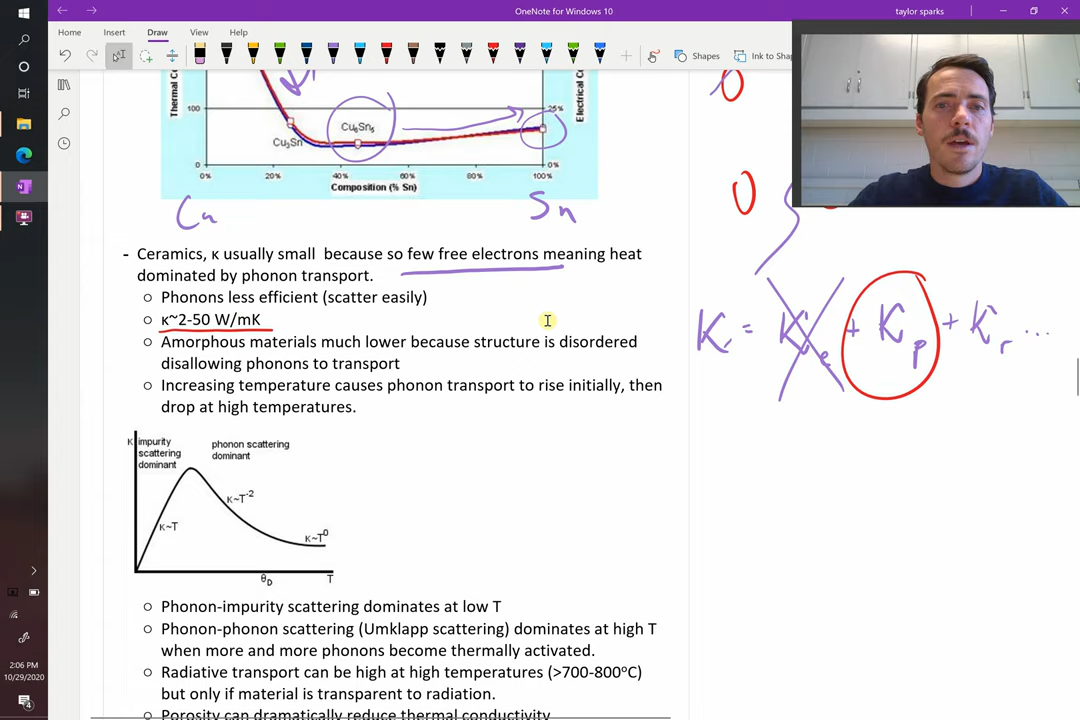 OneNote for Windows 10
taylor sparks
Home Insert Draw View Help
Shapes
Ink to Shap
Thermal Co
Electrical Co
100
25%
Cu6Sn5
Cu3Sn
0
0%
0% 20% 40% 60% 80% 100%
Composition (% Sn)
Cu
Sn
0
0
- Ceramics, κ usually small because so few free electrons meaning heat
dominated by phonon transport.
○ Phonons less efficient (scatter easily)
○ κ~2-50 W/mK
○ Amorphous materials much lower because structure is disordered
disallowing phonons to transport
○ Increasing temperature causes phonon transport to rise initially, then
drop at high temperatures.
K = Ke + Kp + Kr ...
K
impurity
scattering
dominant
phonon scattering
dominant
κ~T
κ~T-2
κ~T0
θD
T
○ Phonon-impurity scattering dominates at low T
○ Phonon-phonon scattering (Umklapp scattering) dominates at high T
when more and more phonons become thermally activated.
○ Radiative transport can be high at high temperatures (>700-800oC)
but only if material is transparent to radiation.
○ Porosity can dramatically reduce thermal conductivity
2:06 PM
10/29/2020
4